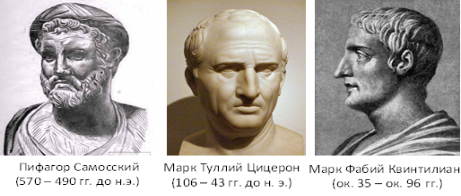 Пифагор Самосский
(570 – 490 гг. до н.э.)
Марк Туллий Цицерон
(106 – 43 гг. до н. э.)
Марк Фабий Квинтилиан
(ок. 35 – ок. 96 гг.)